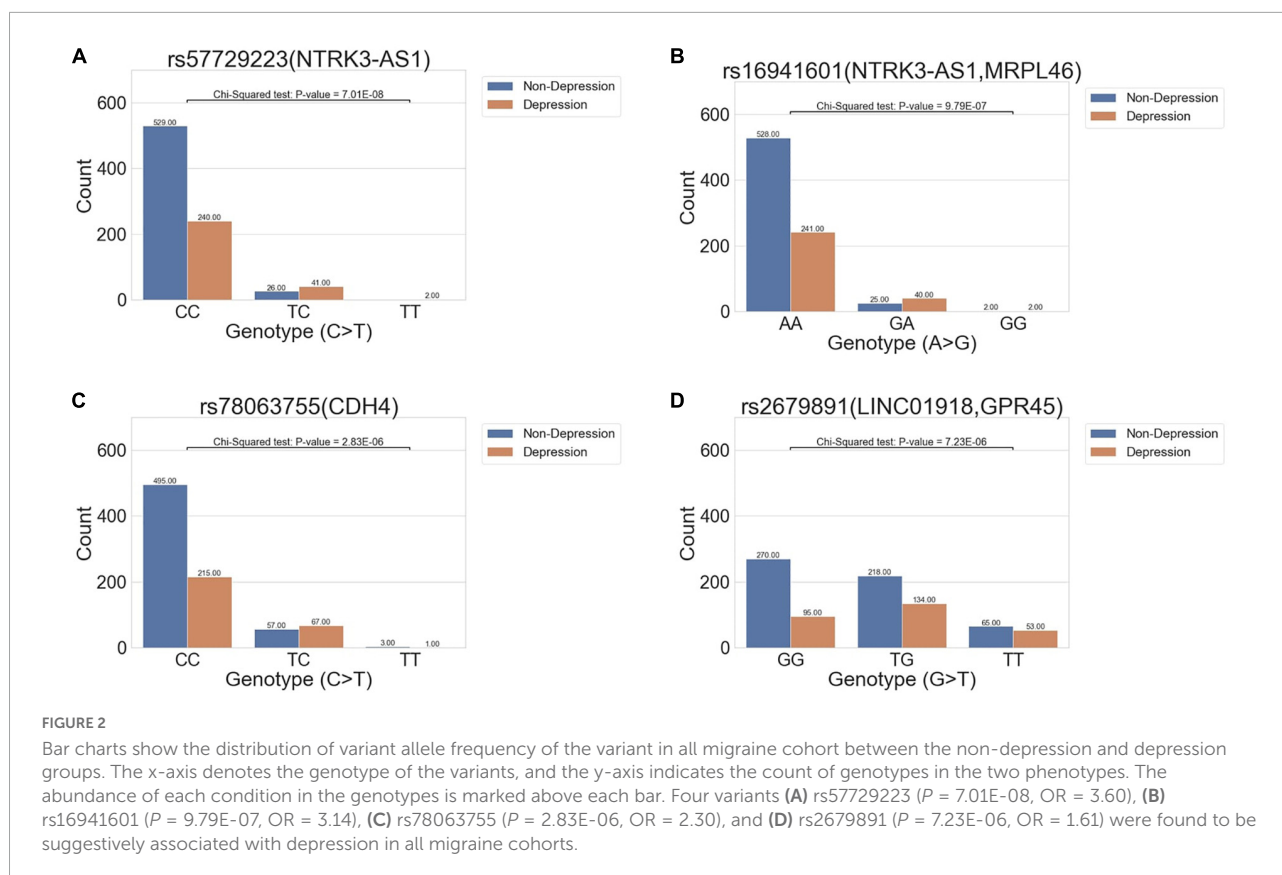 A
rs57729223(NTRK3-AS1)
Non-Depression
Depression
Chi-Squared test: P-value = 7.01E-08
600
400
200
0
Count
529.00
240.00
26.00
41.00
2.00
CC
TC
TT
Genotype (C>T)
B
rs16941601(NTRK3-AS1,MRPL46)
Non-Depression
Depression
Chi-Squared test: P-value = 9.79E-07
600
400
200
0
Count
528.00
241.00
25.00
40.00
2.00
2.00
AA
GA
GG
Genotype (A>G)
C
rs78063755(CDH4)
Non-Depression
Depression
Chi-Squared test: P-value = 2.83E-06
600
400
200
0
Count
495.00
215.00
57.00
67.00
3.00
1.00
CC
TC
TT
Genotype (C>T)
D
rs2679891(LINC01918,GPR45)
Non-Depression
Depression
Chi-Squared test: P-value = 7.23E-06
600
400
200
0
Count
270.00
95.00
218.00
134.00
65.00
53.00
GG
TG
TT
Genotype (G>T)
FIGURE 2
Bar charts show the distribution of variant allele frequency of the variant in all migraine cohort between the non-depression and depression
groups. The x-axis denotes the genotype of the variants, and the y-axis indicates the count of genotypes in the two phenotypes. The
abundance of each condition in the genotypes is marked above each bar. Four variants (A) rs57729223 (P = 7.01E-08, OR = 3.60), (B)
rs16941601 (P = 9.79E-07, OR = 3.14), (C) rs78063755 (P = 2.83E-06, OR = 2.30), and (D) rs2679891 (P = 7.23E-06, OR = 1.61) were found to be
suggestively associated with depression in all migraine cohorts.